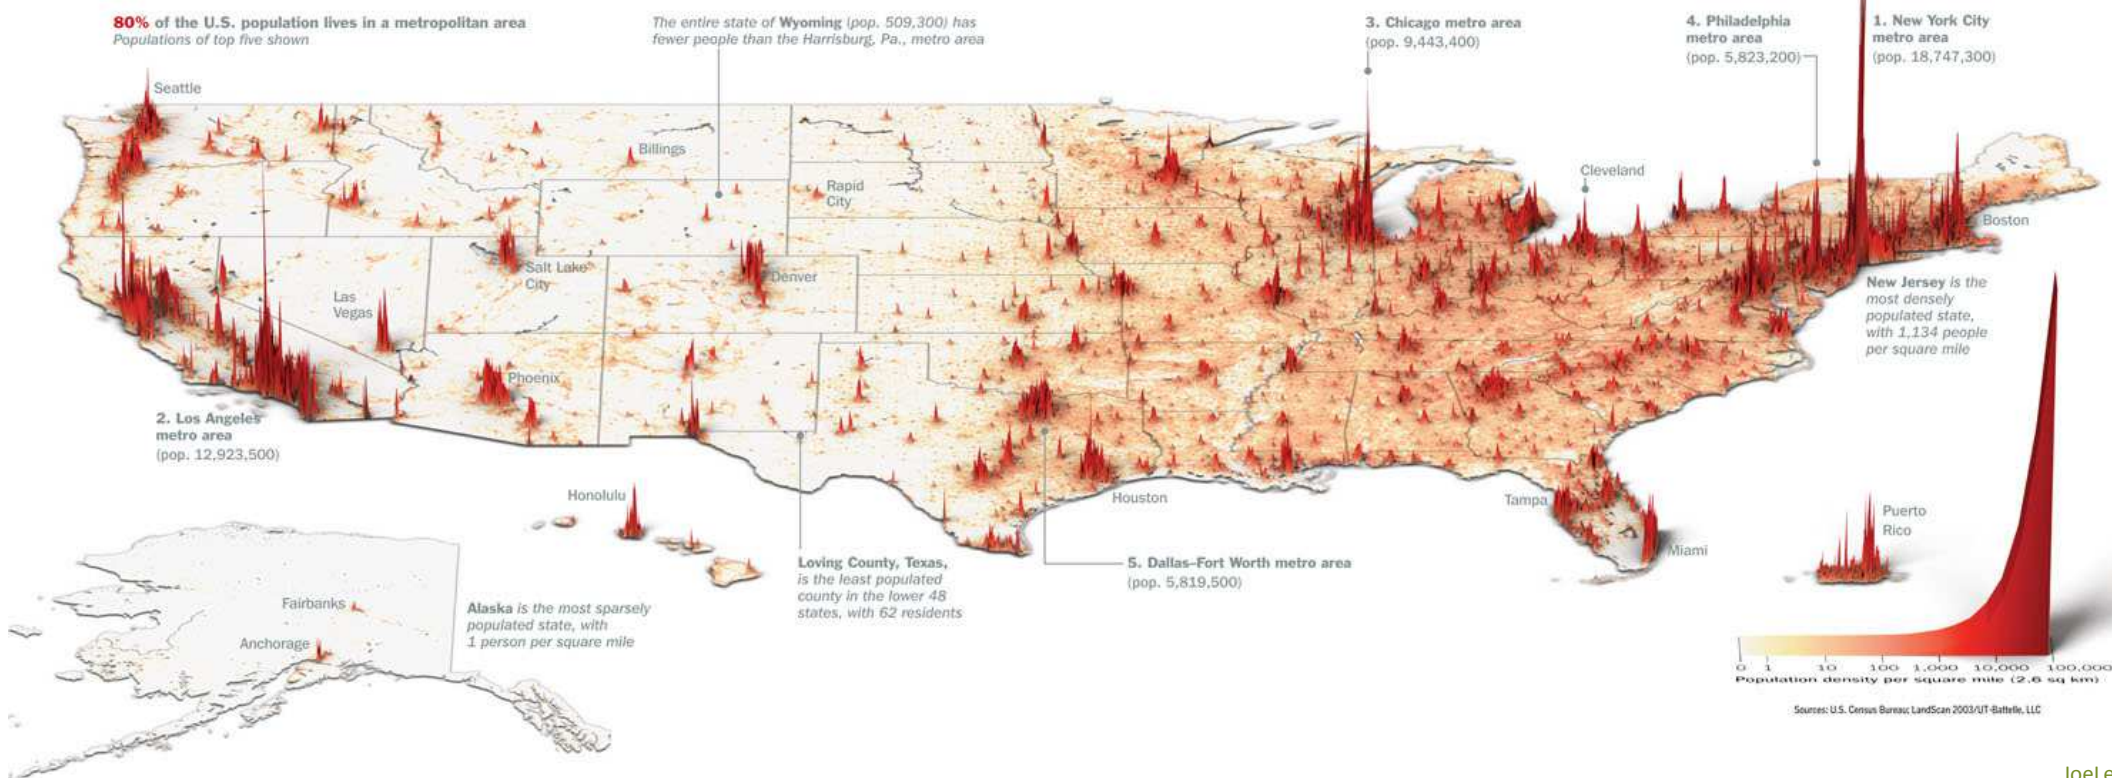 80% of the U.S. population lives in a metropolitan area
Populations of top five shown
The entire state of Wyoming (pop. 509,300) has
fewer people than the Harrisburg, Pa., metro area
3. Chicago metro area
(pop. 9,443,400)
4. Philadelphia
metro area
(pop. 5,823,200)
1. New York City
metro area
(pop. 18,747,300)
Seattle
Billings
Rapid
City
Cleveland
Boston
Salt Lake
City
Denver
Las
Vegas
New Jersey is the
most densely
populated state,
with 1,134 people
per square mile
Phoenix
2. Los Angeles
metro area
(pop. 12,923,500)
Honolulu
Houston
Tampa
Miami
Puerto
Rico
Loving County, Texas,
is the least populated
county in the lower 48
states, with 62 residents
5. Dallas–Fort Worth metro area
(pop. 5,819,500)
Fairbanks
Anchorage
Alaska is the most sparsely
populated state, with
1 person per square mile
0 1 10 100 1,000 10,000 100,000
Population density per square mile (2.6 sq km)
Sources: U.S. Census Bureau; LandScan 2003/UT-Battelle, LLC